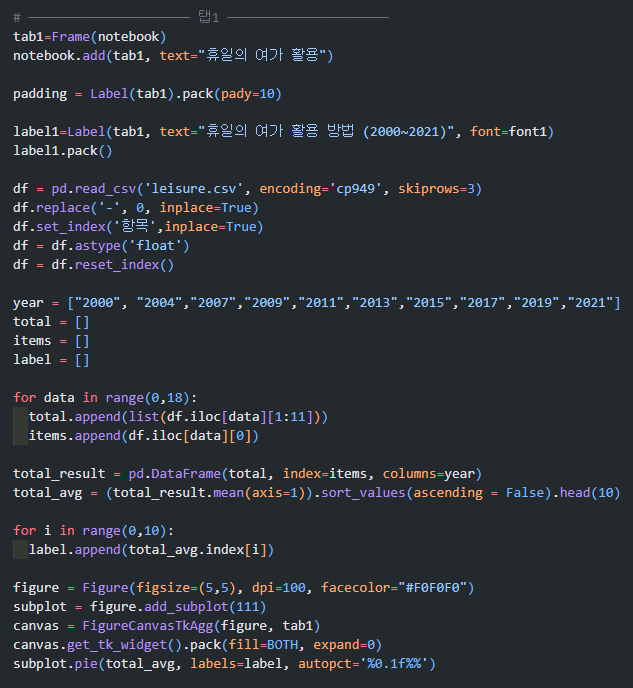 # ───────────────────── 탭1 ─────────────────────
tab1=Frame(notebook)
notebook.add(tab1, text="휴일의 여가 활용")

padding = Label(tab1).pack(pady=10)

label1=Label(tab1, text="휴일의 여가 활용 방법 (2000~2021)", font=font1)
label1.pack()

df = pd.read_csv('leisure.csv', encoding='cp949', skiprows=3)
df.replace('-', 0, inplace=True)
df.set_index('항목',inplace=True)
df = df.astype('float')
df = df.reset_index()

year = ["2000", "2004","2007","2009","2011","2013","2015","2017","2019","2021"]
total = []
items = []
label = []

for data in range(0,18):
  total.append(list(df.iloc[data][1:11]))
  items.append(df.iloc[data][0])

total_result = pd.DataFrame(total, index=items, columns=year)
total_avg = (total_result.mean(axis=1)).sort_values(ascending = False).head(10)

for i in range(0,10):
  label.append(total_avg.index[i])

figure = Figure(figsize=(5,5), dpi=100, facecolor="#F0F0F0")
subplot = figure.add_subplot(111)
canvas = FigureCanvasTkAgg(figure, tab1)
canvas.get_tk_widget().pack(fill=BOTH, expand=0)
subplot.pie(total_avg, labels=label, autopct='%0.1f%%')